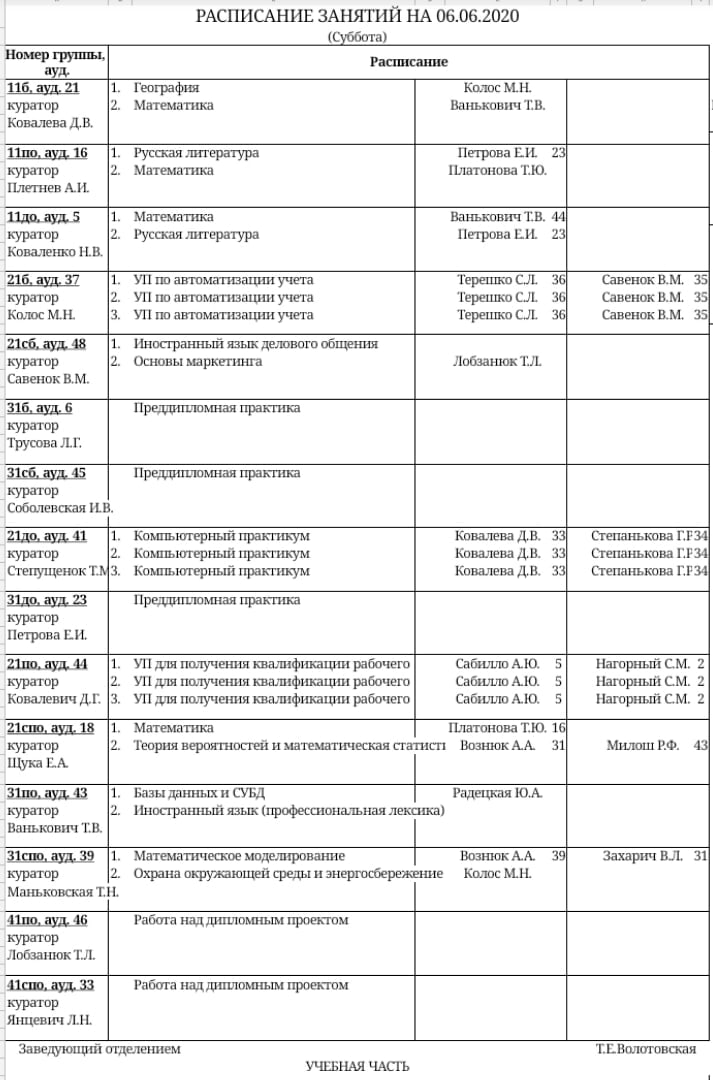 РАСПИСАНИЕ ЗАНЯТИЙ НА 06.06.2020
(Суббота)
Номер группы, ауд. Расписание
11б, ауд. 21 1. География Колос М.Н.
куратор 2. Математика Ванькович Т.В.
Ковалева Д.В.
11по, ауд. 16 1. Русская литература Петрова Е.И. 23
куратор 2. Математика Платонова Т.Ю.
Плетнев А.И.
11до, ауд. 5 1. Математика Ванькович Т.В. 44
куратор 2. Русская литература Петрова Е.И. 23
Коваленко Н.В.
21б, ауд. 37 1. УП по автоматизации учета Терешко С.Л. 36 Савенок В.М. 35
куратор 2. УП по автоматизации учета Терешко С.Л. 36 Савенок В.М. 35
Колос М.Н. 3. УП по автоматизации учета Терешко С.Л. 36 Савенок В.М. 35
21сб, ауд. 48 1. Иностранный язык делового общения
куратор 2. Основы маркетинга Лобзанюк Т.Л.
Савенок В.М.
31б, ауд. 6 Преддипломная практика
куратор
Трусова Л.Г.
31сб, ауд. 45 Преддипломная практика
куратор
Соболевская И.В.
21до, ауд. 41 1. Компьютерный практикум Ковалева Д.В. 33 Степанькова Г.Р 34
куратор 2. Компьютерный практикум Ковалева Д.В. 33 Степанькова Г.Р 34
Степущенок Т.М 3. Компьютерный практикум Ковалева Д.В. 33 Степанькова Г.Р 34
31до, ауд. 23 Преддипломная практика
куратор
Петрова Е.И.
21по, ауд. 44 1. УП для получения квалификации рабочего Сабилло А.Ю. 5 Нагорный С.М. 2
куратор 2. УП для получения квалификации рабочего Сабилло А.Ю. 5 Нагорный С.М. 2
Ковалевич Д.Г. 3. УП для получения квалификации рабочего Сабилло А.Ю. 5 Нагорный С.М. 2
21спо, ауд. 18 1. Математика Платонова Т.Ю. 16
куратор 2. Теория вероятностей и математическая статисти Вознюк А.А. 31 Милош Р.Ф. 43
Щука Е.А.
31по, ауд. 43 1. Базы данных и СУБД Радецкая Ю.А.
куратор 2. Иностранный язык (профессиональная лексика)
Ванькович Т.В.
31спо, ауд. 39 1. Математическое моделирование Вознюк А.А. 39 Захарич В.Л. 31
куратор 2. Охрана окружающей среды и энергосбережение Колос М.Н.
Маньковская Т.Н.
41по, ауд. 46 Работа над дипломным проектом
куратор
Лобзанюк Т.Л.
41спо, ауд. 33 Работа над дипломным проектом
куратор
Янцевич Л.Н.
Заведующий отделением Т.Е.Волотовская
УЧЕБНАЯ ЧАСТЬ